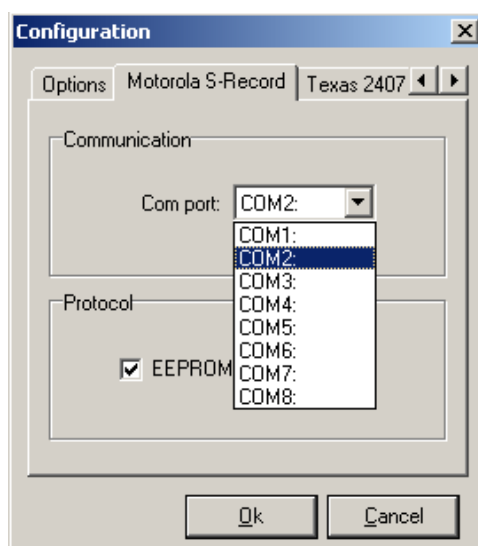 Configuration
Options Motorola S-Record Texas 2407
Communication
Com port: COM2:
COM1:
COM2:
COM3:
Protocol
COM4:
COM5:
COM6:
EEPROM
COM7:
COM8:
Ok Cancel